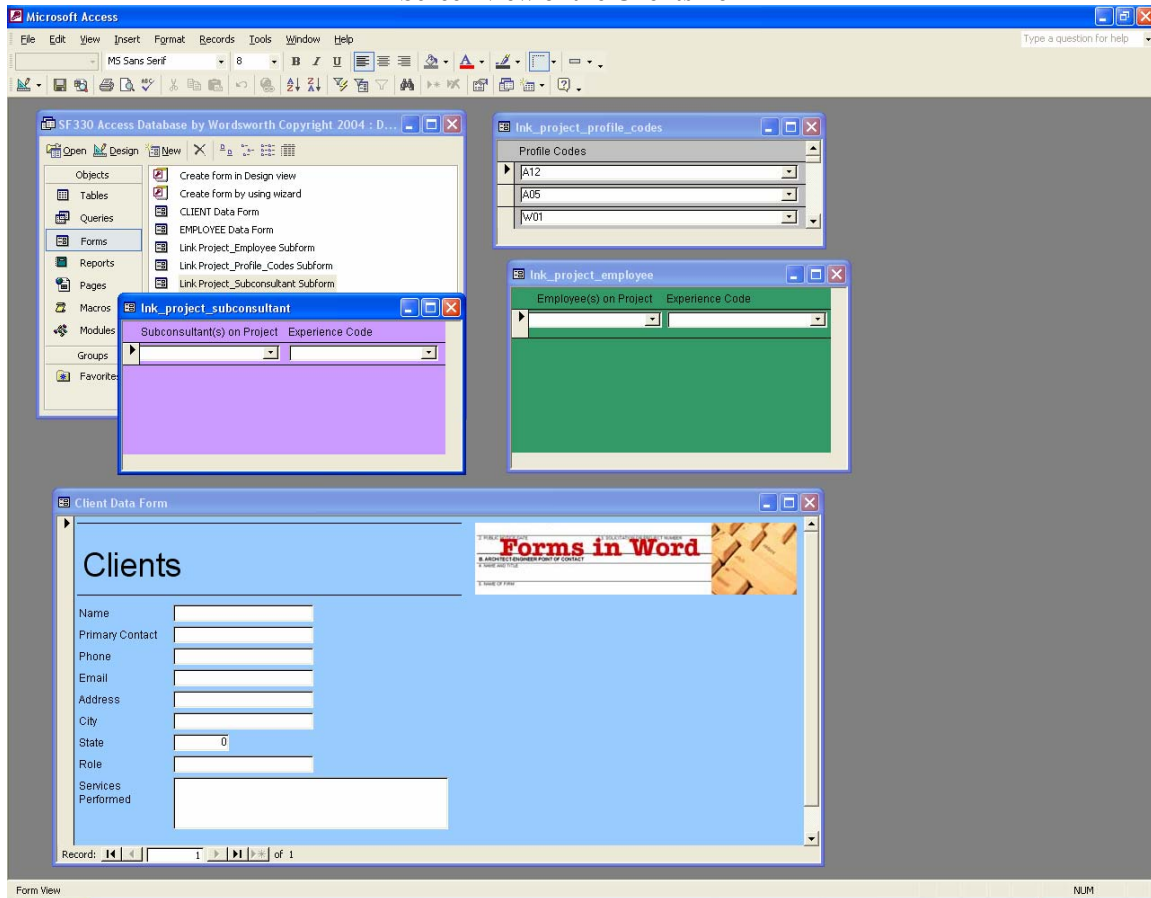 Microsoft Access
File Edit View Insert Format Records Tools Window Help
Type a question for help
MS Sans Serif 8 B I U
SF330 Access Database by Wordsworth Copyright 2004 : D...
Open Design New
Objects
Tables
Queries
Forms
Reports
Pages
Macros
Modules
Groups
Favorites
Create form in Design view
Create form by using wizard
CLIENT Data Form
EMPLOYEE Data Form
Link Project_Employee Subform
Link Project_Profile_Codes Subform
Link Project_Subconsultant Subform
lnk_project_profile_codes
Profile Codes
A12
A05
W01
lnk_project_subconsultant
Subconsultant(s) on Project Experience Code
lnk_project_employee
Employee(s) on Project Experience Code
Client Data Form
Clients
Forms in Word
B. ARCHITECT-ENGINEER POINT OF CONTACT
Name
Primary Contact
Phone
Email
Address
City
State 0
Role
Services
Performed
Record: 1 of 1
Form View NUM